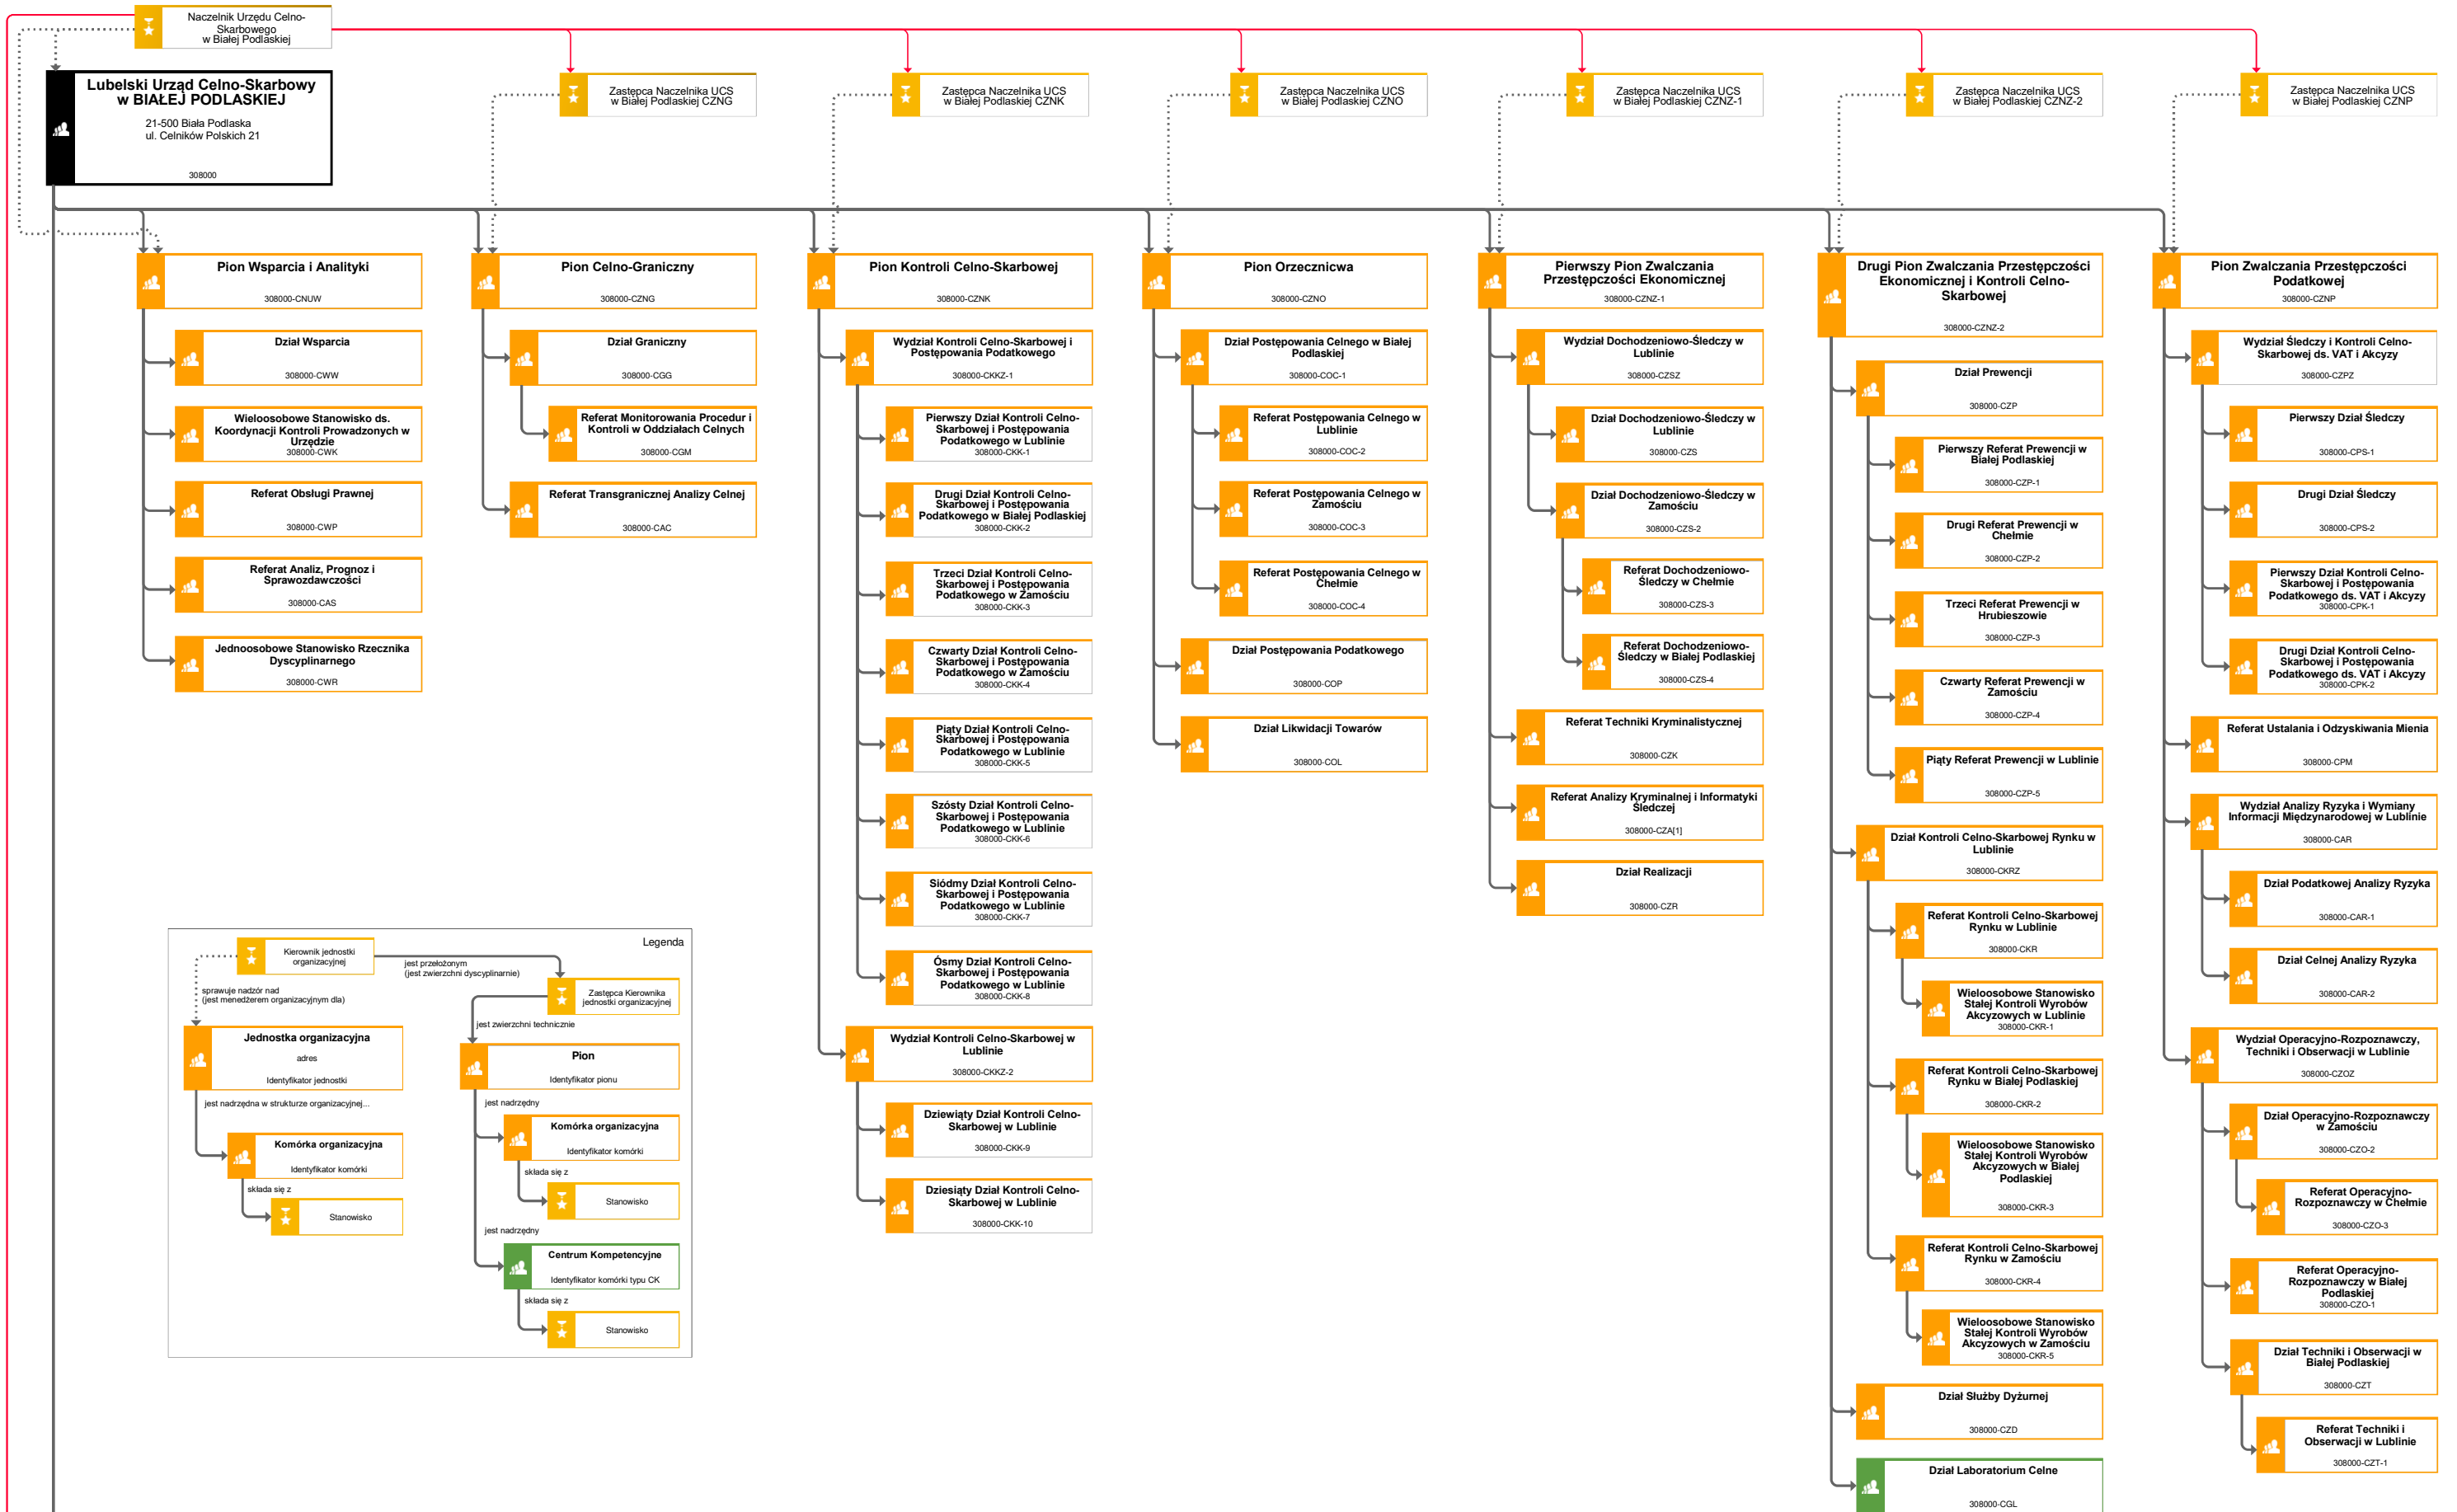 Naczelnik Urzędu Celno-
Skarbowego
w Białej Podlaskiej
Lubelski Urząd Celno-Skarbowy
w BIAŁEJ PODLASKIEJ
21-500 Biała Podlaska
ul. Celników Polskich 21
308000
Zastępca Naczelnika UCS
w Białej Podlaskiej CZNG
Zastępca Naczelnika UCS
w Białej Podlaskiej CZNK
Zastępca Naczelnika UCS
w Białej Podlaskiej CZNO
Zastępca Naczelnika UCS
w Białej Podlaskiej CZNZ-1
Zastępca Naczelnika UCS
w Białej Podlaskiej CZNZ-2
Zastępca Naczelnika UCS
w Białej Podlaskiej CZNP
Pion Wsparcia i Analityki
308000-CNUW
Dział Wsparcia
308000-CWW
Wieloosobowe Stanowisko ds.
Koordynacji Kontroli Prowadzonych w
Urzędzie
308000-CWK
Referat Obsługi Prawnej
308000-CWP
Referat Analiz, Prognoz i
Sprawozdawczości
308000-CAS
Jednoosobowe Stanowisko Rzecznika
Dyscyplinarnego
308000-CWR
Pion Celno-Graniczny
308000-CZNG
Dział Graniczny
308000-CGG
Referat Monitorowania Procedur i
Kontroli w Oddziałach Celnych
308000-CGM
Referat Transgranicznej Analizy Celnej
308000-CAC
Pion Kontroli Celno-Skarbowej
308000-CZNK
Wydział Kontroli Celno-Skarbowej i
Postępowania Podatkowego
308000-CKKZ-1
Pierwszy Dział Kontroli Celno-
Skarbowej i Postępowania
Podatkowego w Lublinie
308000-CKK-1
Drugi Dział Kontroli Celno-
Skarbowej i Postępowania
Podatkowego w Białej Podlaskiej
308000-CKK-2
Trzeci Dział Kontroli Celno-
Skarbowej i Postępowania
Podatkowego w Zamościu
308000-CKK-3
Czwarty Dział Kontroli Celno-
Skarbowej i Postępowania
Podatkowego w Zamościu
308000-CKK-4
Piąty Dział Kontroli Celno-
Skarbowej i Postępowania
Podatkowego w Lublinie
308000-CKK-5
Szósty Dział Kontroli Celno-
Skarbowej i Postępowania
Podatkowego w Lublinie
308000-CKK-6
Siódmy Dział Kontroli Celno-
Skarbowej i Postępowania
Podatkowego w Lublinie
308000-CKK-7
Ósmy Dział Kontroli Celno-
Skarbowej i Postępowania
Podatkowego w Lublinie
308000-CKK-8
Wydział Kontroli Celno-Skarbowej w
Lublinie
308000-CKKZ-2
Dziewiąty Dział Kontroli Celno-
Skarbowej w Lublinie
308000-CKK-9
Dziesiąty Dział Kontroli Celno-
Skarbowej w Lublinie
308000-CKK-10
Pion Orzecznicwa
308000-CZNO
Dział Postępowania Celnego w Białej
Podlaskiej
308000-COC-1
Referat Postępowania Celnego w
Lublinie
308000-COC-2
Referat Postępowania Celnego w
Zamościu
308000-COC-3
Referat Postępowania Celnego w
Chełmie
308000-COC-4
Dział Postępowania Podatkowego
308000-COP
Dział Likwidacji Towarów
308000-COL
Pierwszy Pion Zwalczania
Przestępczości Ekonomicznej
308000-CZNZ-1
Wydział Dochodzeniowo-Śledczy w
Lublinie
308000-CZSZ
Dział Dochodzeniowo-Śledczy w
Lublinie
308000-CZS
Dział Dochodzeniowo-Śledczy w
Zamościu
308000-CZS-2
Referat Dochodzeniowo-
Śledczy w Chełmie
308000-CZS-3
Referat Dochodzeniowo-
Śledczy w Białej Podlaskiej
308000-CZS-4
Referat Techniki Kryminalistycznej
308000-CZK
Referat Analizy Kryminalnej i Informatyki
Śledczej
308000-CZA[1]
Dział Realizacji
308000-CZR
Drugi Pion Zwalczania Przestępczości
Ekonomicznej i Kontroli Celno-
Skarbowej
308000-CZNZ-2
Dział Prewencji
308000-CZP
Pierwszy Referat Prewencji w
Białej Podlaskiej
308000-CZP-1
Drugi Referat Prewencji w
Chełmie
308000-CZP-2
Trzeci Referat Prewencji w
Hrubieszowie
308000-CZP-3
Czwarty Referat Prewencji w
Zamościu
308000-CZP-4
Piąty Referat Prewencji w Lublinie
308000-CZP-5
Dział Kontroli Celno-Skarbowej Rynku w
Lublinie
308000-CKRZ
Referat Kontroli Celno-Skarbowej
Rynku w Lublinie
308000-CKR
Wieloosobowe Stanowisko
Stałej Kontroli Wyrobów
Akcyzowych w Lublinie
308000-CKR-1
Referat Kontroli Celno-Skarbowej
Rynku w Białej Podlaskiej
308000-CKR-2
Wieloosobowe Stanowisko
Stałej Kontroli Wyrobów
Akcyzowych w Białej
Podlaskiej
308000-CKR-3
Referat Kontroli Celno-Skarbowej
Rynku w Zamościu
308000-CKR-4
Wieloosobowe Stanowisko
Stałej Kontroli Wyrobów
Akcyzowych w Zamościu
308000-CKR-5
Dział Służby Dyżurnej
308000-CZD
Dział Laboratorium Celne
308000-CGL
Pion Zwalczania Przestępczości
Podatkowej
308000-CZNP
Wydział Śledczy i Kontroli Celno-
Skarbowej ds. VAT i Akcyzy
308000-CZPZ
Pierwszy Dział Śledczy
308000-CPS-1
Drugi Dział Śledczy
308000-CPS-2
Pierwszy Dział Kontroli Celno-
Skarbowej i Postępowania
Podatkowego ds. VAT i Akcyzy
308000-CPK-1
Drugi Dział Kontroli Celno-
Skarbowej i Postępowania
Podatkowego ds. VAT i Akcyzy
308000-CPK-2
Referat Ustalania i Odzyskiwania Mienia
308000-CPM
Wydział Analizy Ryzyka i Wymiany
Informacji Międzynarodowej w Lublinie
308000-CAR
Dział Podatkowej Analizy Ryzyka
308000-CAR-1
Dział Celnej Analizy Ryzyka
308000-CAR-2
Wydział Operacyjno-Rozpoznawczy,
Techniki i Obserwacji w Lublinie
308000-CZOZ
Dział Operacyjno-Rozpoznawczy
w Zamościu
308000-CZO-2
Referat Operacyjno-
Rozpoznawczy w Chełmie
308000-CZO-3
Referat Operacyjno-
Rozpoznawczy w Białej
Podlaskiej
308000-CZO-1
Dział Techniki i Obserwacji w
Białej Podlaskiej
308000-CZT
Referat Techniki i
Obserwacji w Lublinie
308000-CZT-1
Legenda
Kierownik jednostki
organizacyjnej
jest przełożonym
(jest zwierzchni dyscyplinarnie)
sprawuje nadzór nad
(jest menedżerem organizacyjnym dla)
Zastępca Kierownika
jednostki organizacyjnej
jest zwierzchni technicznie
Jednostka organizacyjna
adres
Identyfikator jednostki
jest nadrzędna w strukturze organizacyjnej...
Komórka organizacyjna
Identyfikator komórki
składa się z
Stanowisko
Pion
Identyfikator pionu
jest nadrzędny
Komórka organizacyjna
Identyfikator komórki
składa się z
Stanowisko
jest nadrzędny
Centrum Kompetencyjne
Identyfikator komórki typu CK
składa się z
Stanowisko